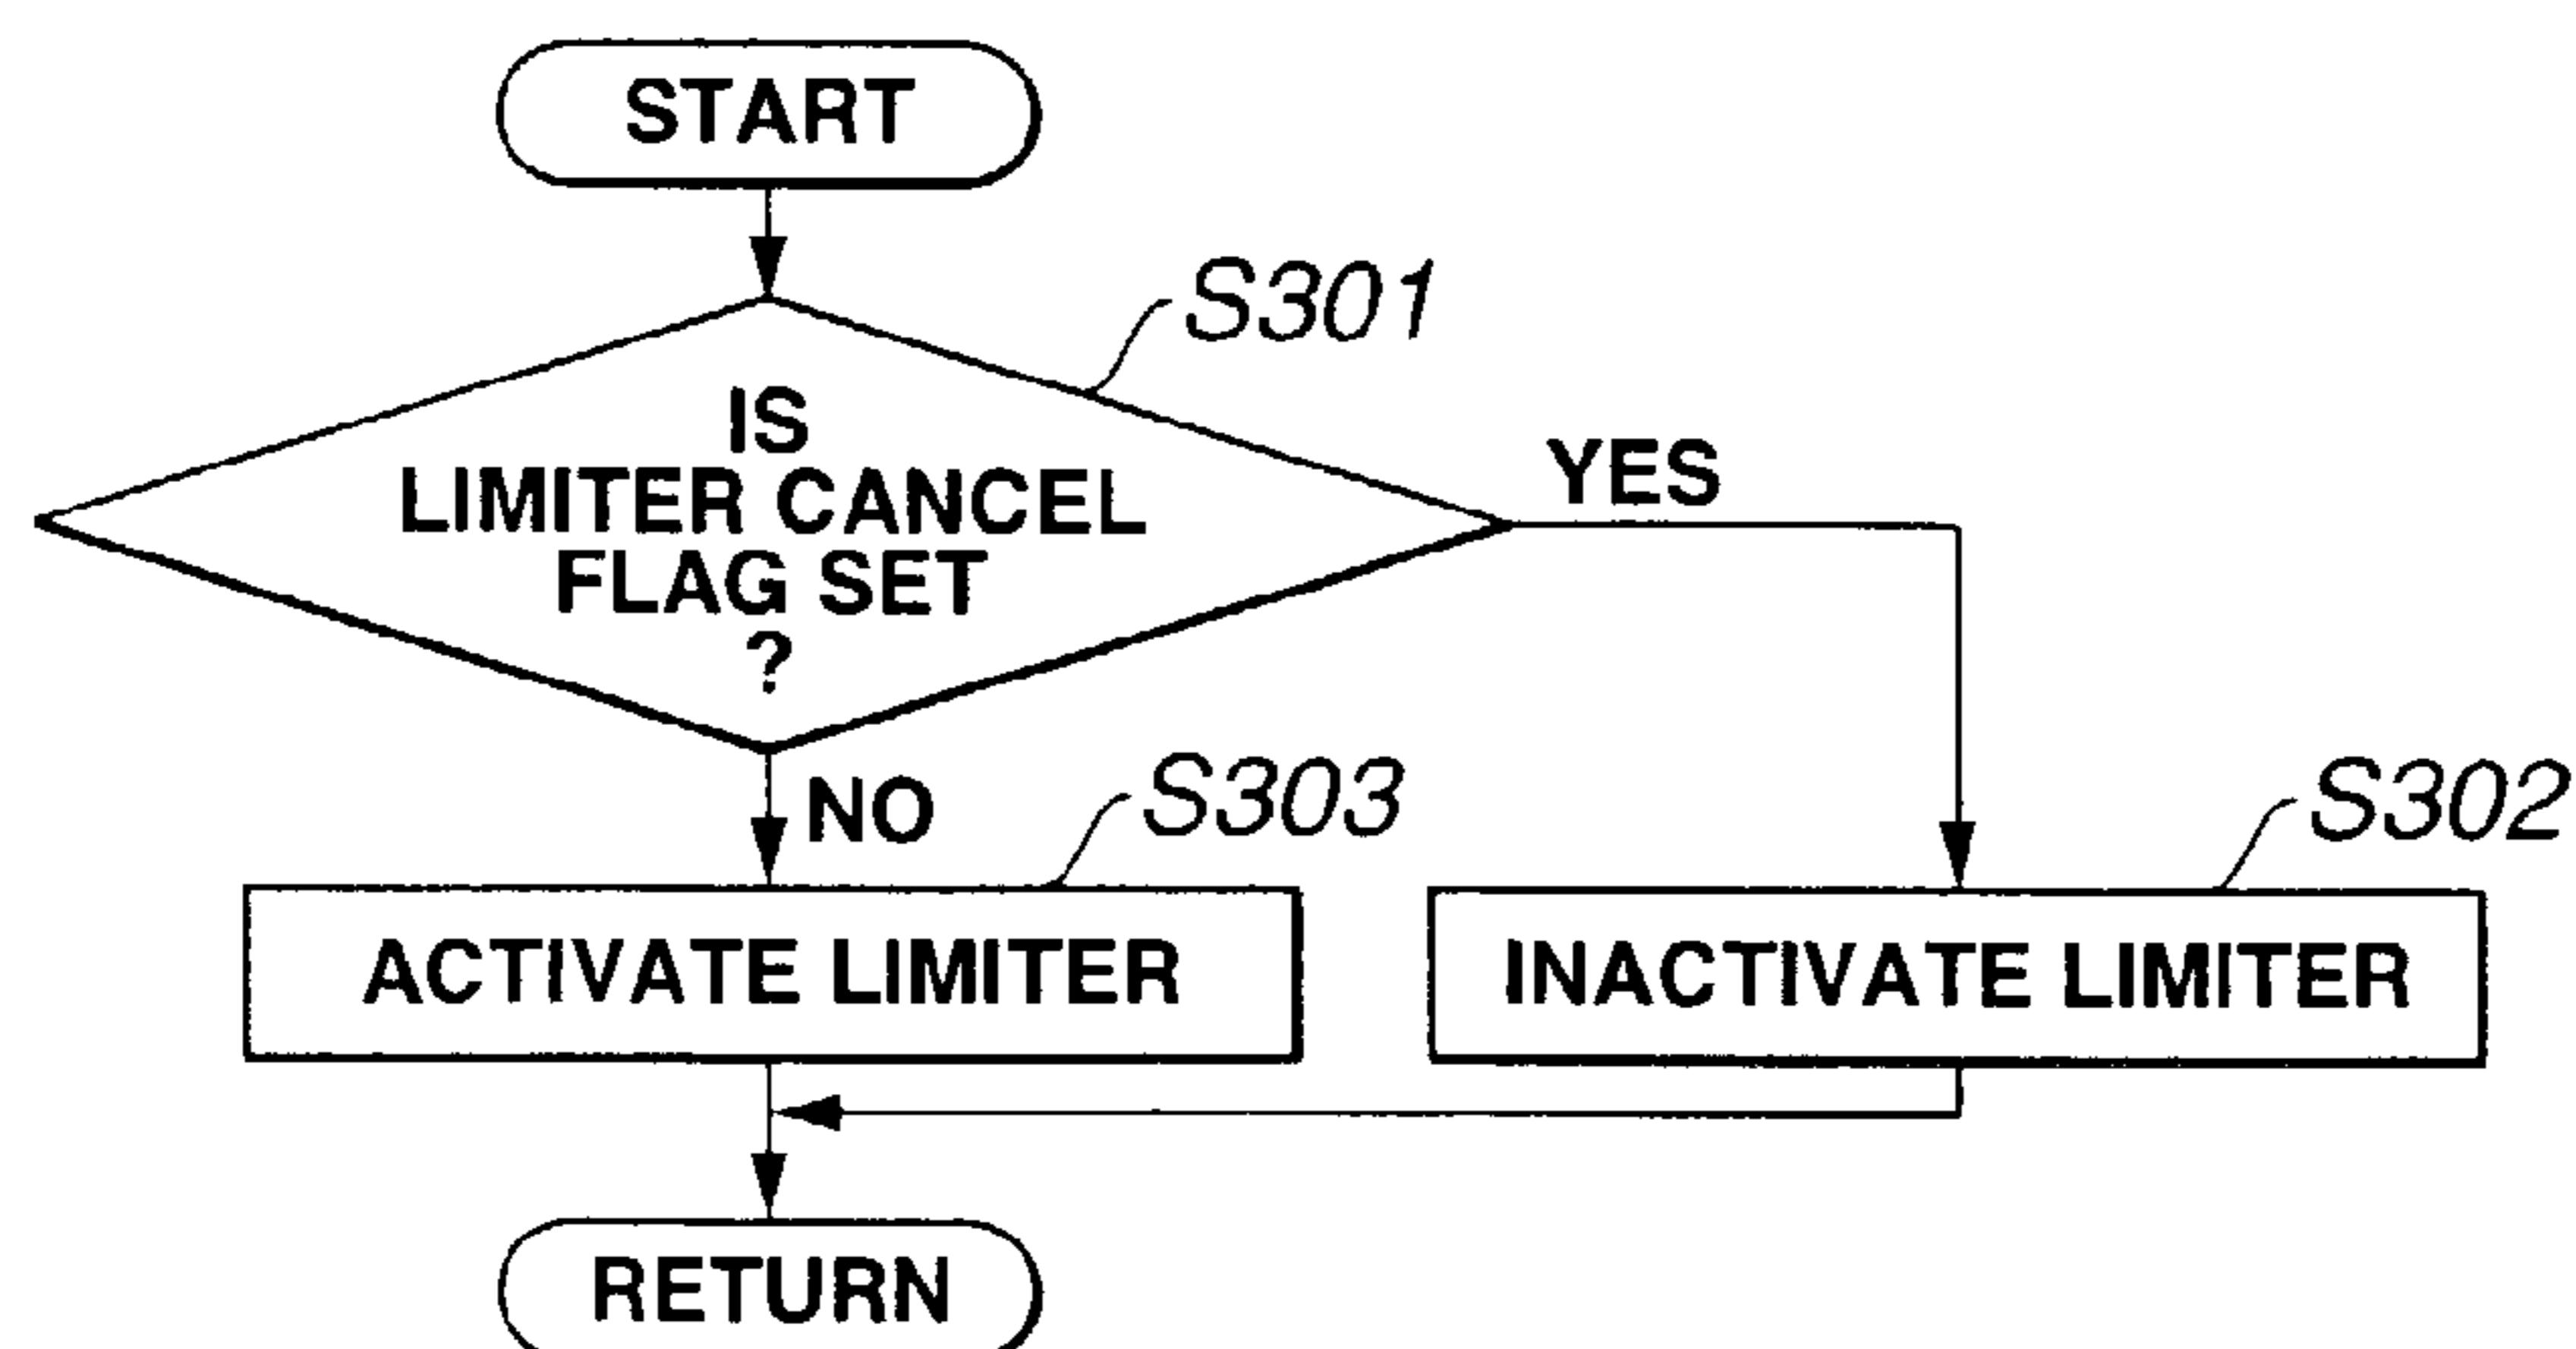 START
S301
IS
LIMITER CANCEL
FLAG SET
?
YES
NO
S303
S302
ACTIVATE LIMITER
INACTIVATE LIMITER
RETURN